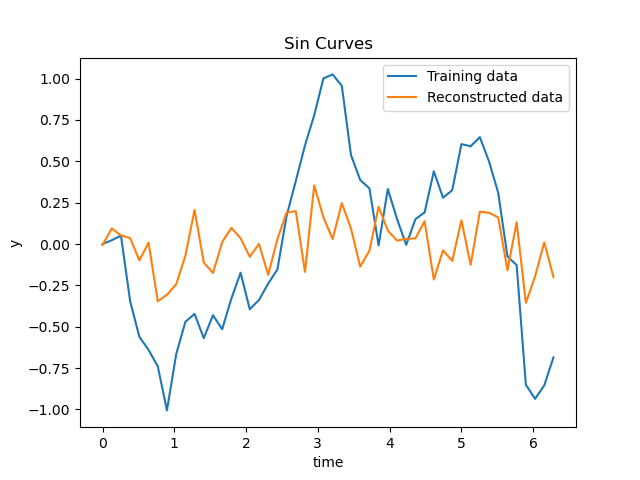 Sin Curves
Training data
Reconstructed data
1.00
0.75
0.50
0.25
0.00
−0.25
−0.50
−0.75
−1.00
y
0 1 2 3 4 5 6
time